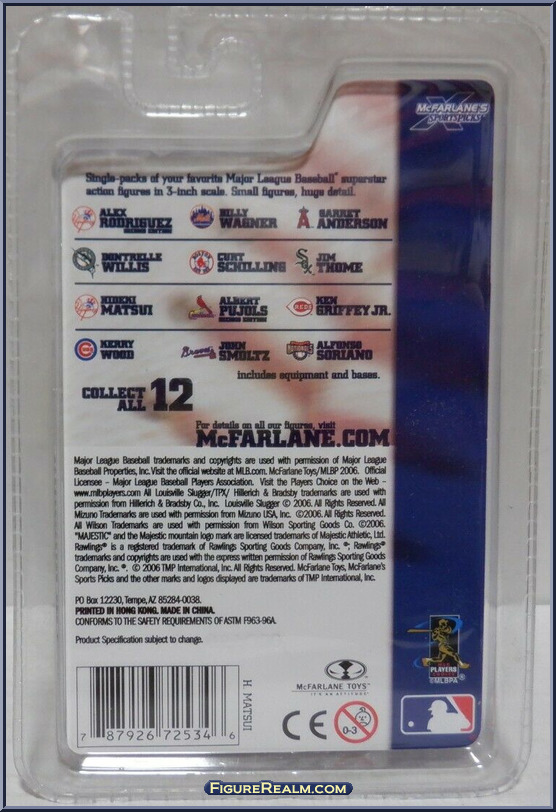 McFARLANE'S
SPORTSPICKS
Single-packs of your favorite Major League Baseball® superstar
action figures in 3-inch scale. Small figures, huge detail.
ALEX RODRIGUEZ SECOND EDITION
BILLY WAGNER
GARRET ANDERSON
DONTRELLE WILLIS
CURT SCHILLING
JIM THOME
HIDEKI MATSUI
ALBERT PUJOLS SECOND EDITION
KEN GRIFFEY JR.
KERRY WOOD
JOHN SMOLTZ
ALFONSO SORIANO
includes equipment and bases.
COLLECT ALL 12
For details on all our figures, visit
McFARLANE.COM
Major League Baseball trademarks and copyrights are used with permission of Major League
Baseball Properties, Inc. Visit the official website at MLB.com. McFarlane Toys/MLBP 2006. Official
Licensee - Major League Baseball Players Association. Visit the Players Choice on the Web -
www.mlbplayers.com All Louisville Slugger/TPX/ Hillerich & Bradsby trademarks are used with
permission from Hillerich & Bradsby Co., Inc. Louisville Slugger © 2006. All Rights Reserved. All
Mizuno Trademarks are used with permission from Mizuno USA, Inc. ©2006. All Rights Reserved.
All Wilson Trademarks are used with permission from Wilson Sporting Goods Co. ©2006.
"MAJESTIC" and the Majestic mountain logo mark are licensed trademarks of Majestic Athletic, Ltd.
Rawlings® is a registered trademark of Rawlings Sporting Goods Company, Inc. ®; Rawlings®
trademarks and copyrights are used with the express written permission of Rawlings Sporting Goods
Company, Inc. ®. © 2006 TMP International, Inc. All Rights Reserved. McFarlane Toys, McFarlane's
Sports Picks and the other marks and logos displayed are trademarks of TMP International, Inc.
PO Box 12230, Tempe, AZ 85284-0038.
PRINTED IN HONG KONG. MADE IN CHINA.
CONFORMS TO THE SAFETY REQUIREMENTS OF ASTM F963-96A.
Product Specification subject to change.
7 87926 72534 6
H. MATSUI
McFARLANE TOYS™
IT'S AN ATTITUDE
CE
0-3
PLAYERS
CHOICE
©MLBPA®
FIGUREREALM.COM